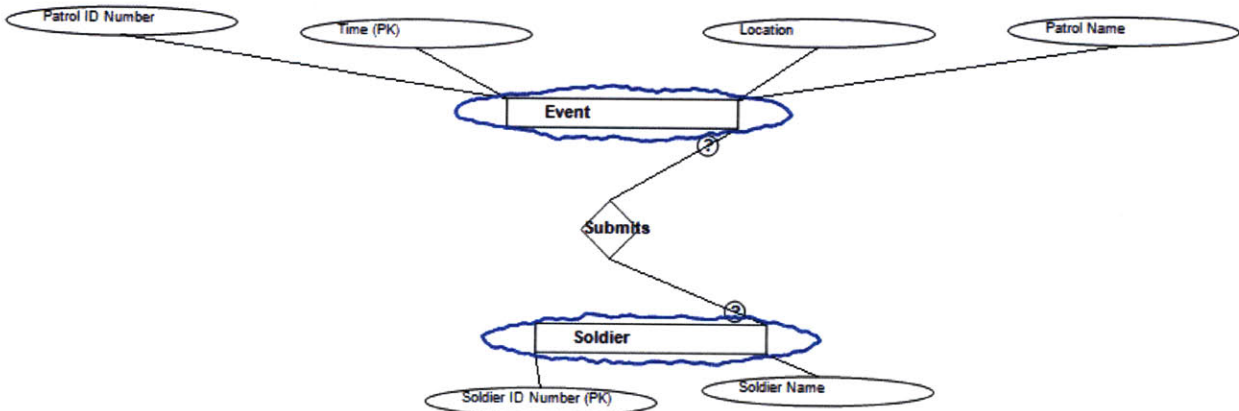 Patrol ID Number
Time (PK)
Location
Patrol Name
Event
?
Submits
?
Soldier
Soldier ID Number (PK)
Soldier Name